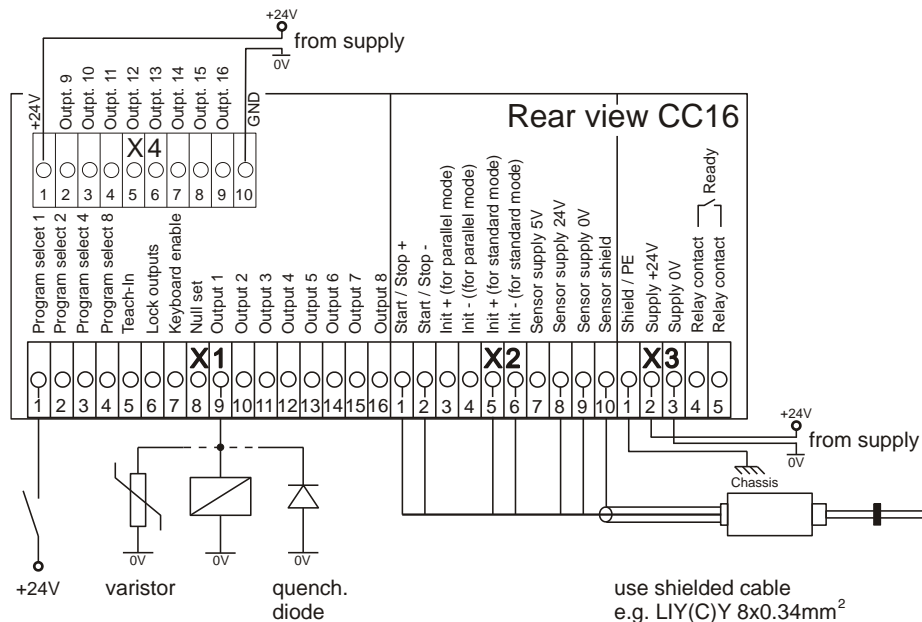 +24V
from supply
0V
+24V
Outpt. 9
Outpt. 10
Outpt. 11
Outpt. 12
Outpt. 13
Outpt. 14
Outpt. 15
Outpt. 16
GND
X4
1 2 3 4 5 6 7 8 9 10
Rear view CC16
Program selcet 1
Program select 2
Program select 4
Program select 8
Teach-In
Lock outputs
Keyboard enable
Null set
Output 1
Output 2
Output 3
Output 4
Output 5
Output 6
Output 7
Output 8
Start / Stop +
Start / Stop -
Init + (for parallel mode)
Init - ((for parallel mode)
Init + (for standard mode)
Init - (for standard mode)
Sensor supply 5V
Sensor supply 24V
Sensor supply 0V
Sensor shield
Shield / PE
Supply +24V
Supply 0V
Relay contact
Relay contact
Ready
X1 X2 X3
1 2 3 4 5 6 7 8 9 10 11 12 13 14 15 16 1 2 3 4 5 6 7 8 9 10 1 2 3 4 5
+24V
from supply
0V
Chassis
0V 0V 0V
+24V
varistor
quench.
diode
use shielded cable
e.g. LIY(C)Y 8x0.34mm²